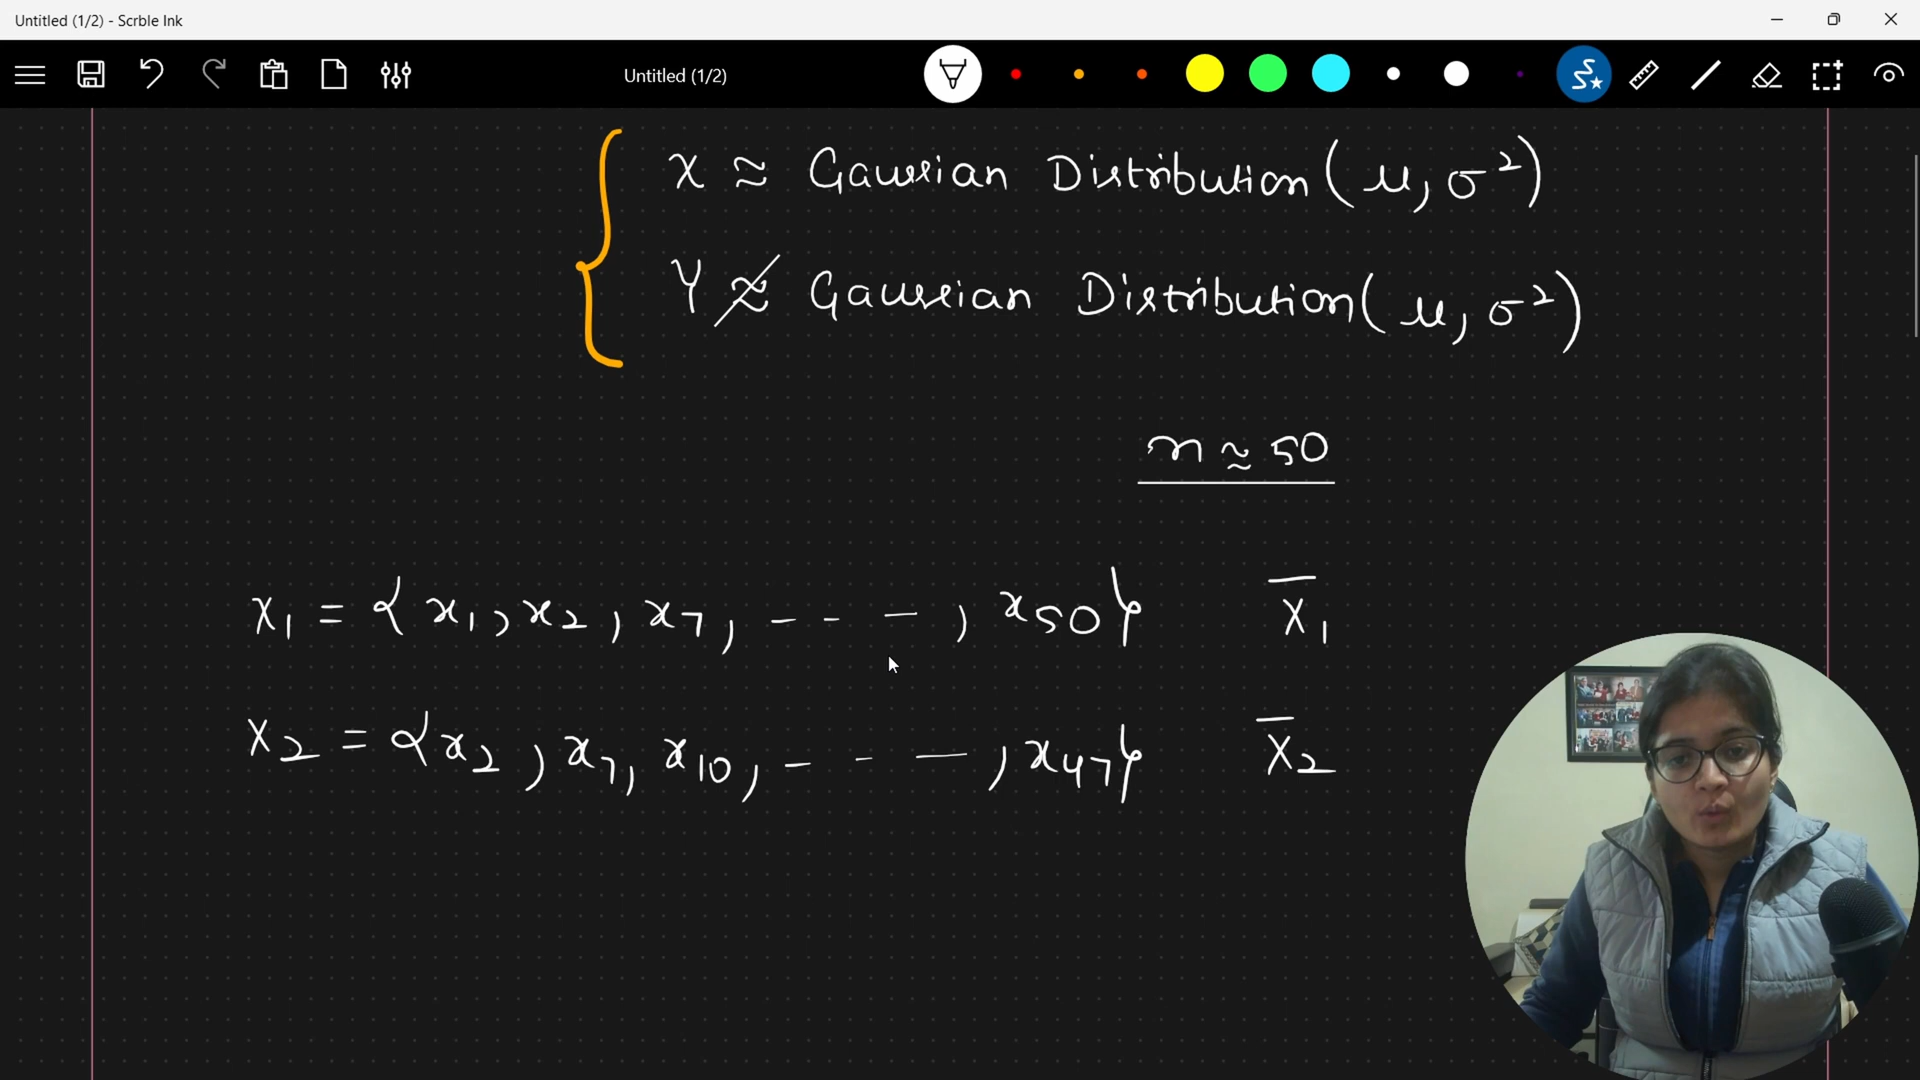 Untitled (1/2) - Scrble Ink
Untitled (1/2)
X ≈ Gaussian Distribution (μ, σ²)
Y ≉ Gaussian Distribution (μ, σ²)
n ≈ 50
X₁ = {x₁, x₂, x₇, - - - , x₅₀} X̅₁
X₂ = {x₂, x₇, x₁₀, - - - , x₄₇} X̅₂